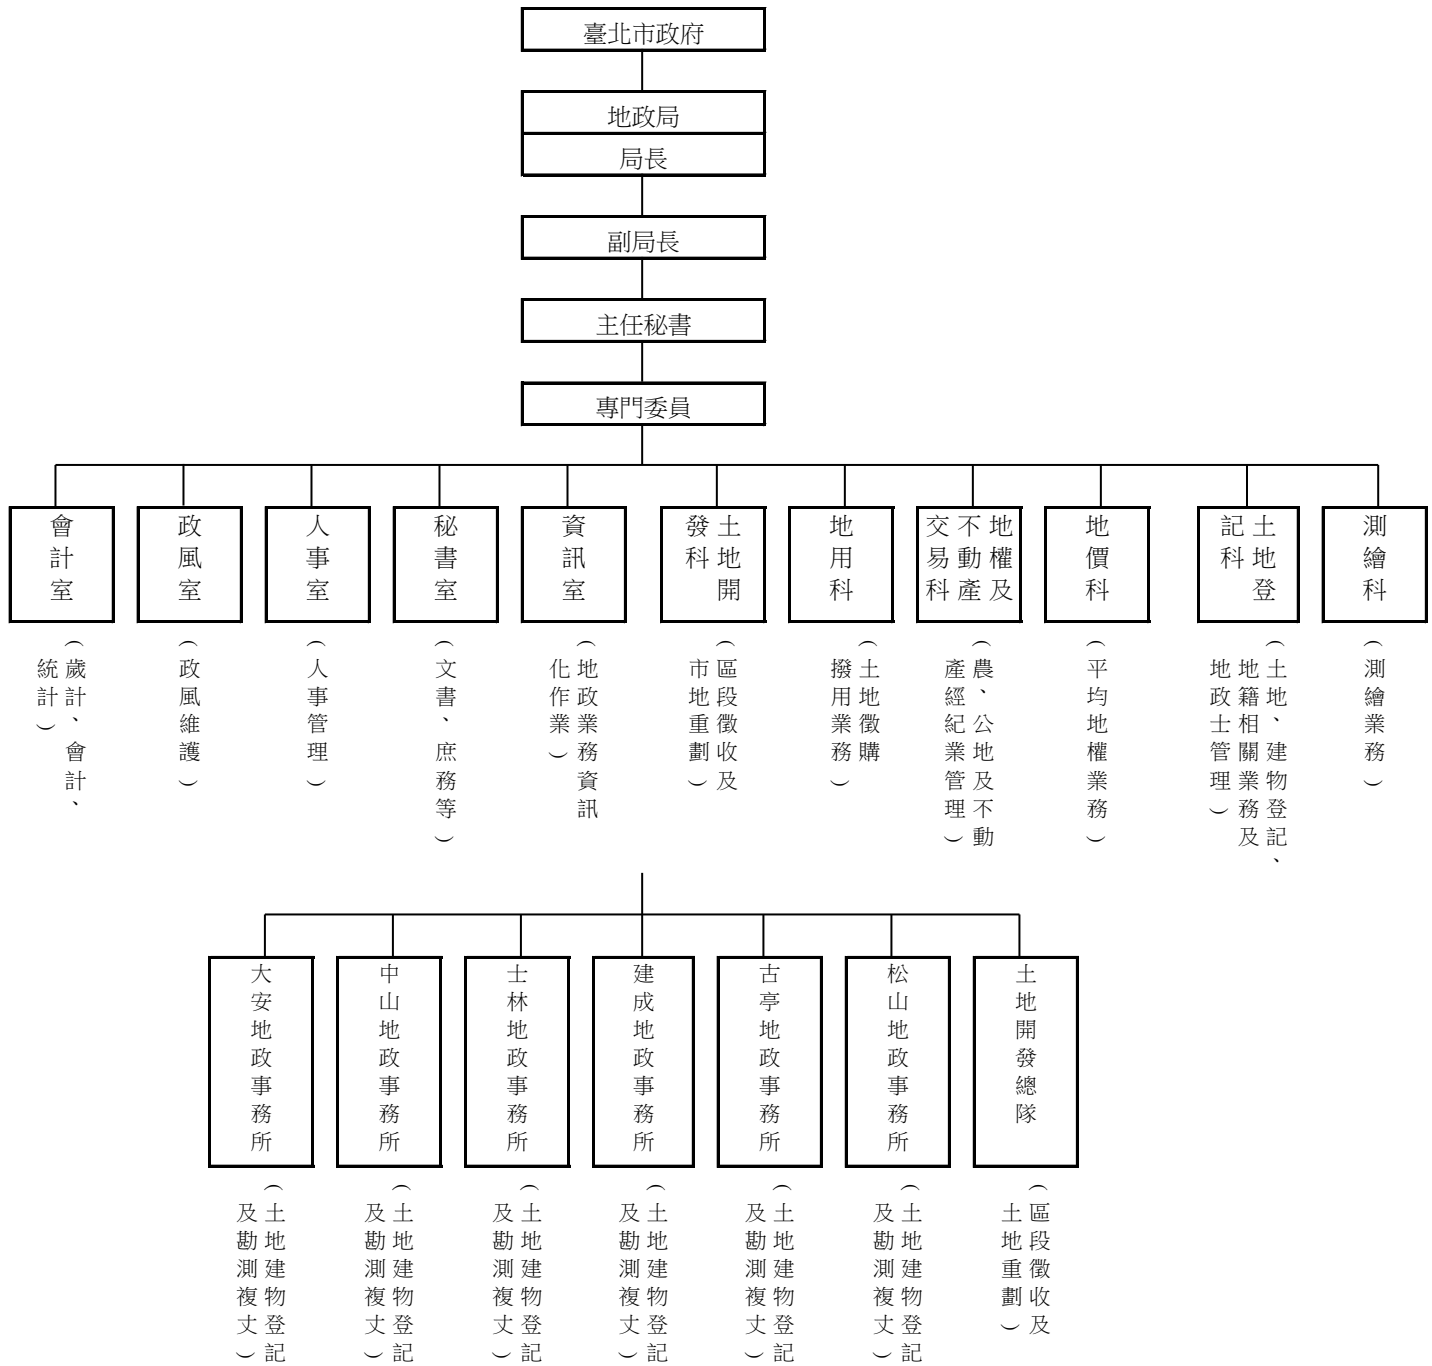 臺北市政府
地政局
局長
副局長
主任秘書
專門委員
測繪科
土地登
記科
地價科
地權及
不動產
交易科
地用科
土地開
發科
資訊室
秘書室
人事室
政風室
會計室
（測繪業務）
（土地、建物登記、
地籍相關業務及
地政士管理）
（平均地權業務）
（農、公地及不動
產經紀業管理）
（土地徵購
撥用業務）
（區段徵收及
市地重劃）
（地政業務資訊
化作業）
（文書、庶務等）
（人事管理）
（政風維護）
（歲計、會計、
統計）
土地開發總隊
松山地政事務所
古亭地政事務所
建成地政事務所
士林地政事務所
中山地政事務所
大安地政事務所
（區段徵收及
土地重劃）
（土地建物登記
及勘測複丈）
（土地建物登記
及勘測複丈）
（土地建物登記
及勘測複丈）
（土地建物登記
及勘測複丈）
（土地建物登記
及勘測複丈）
（土地建物登記
及勘測複丈）